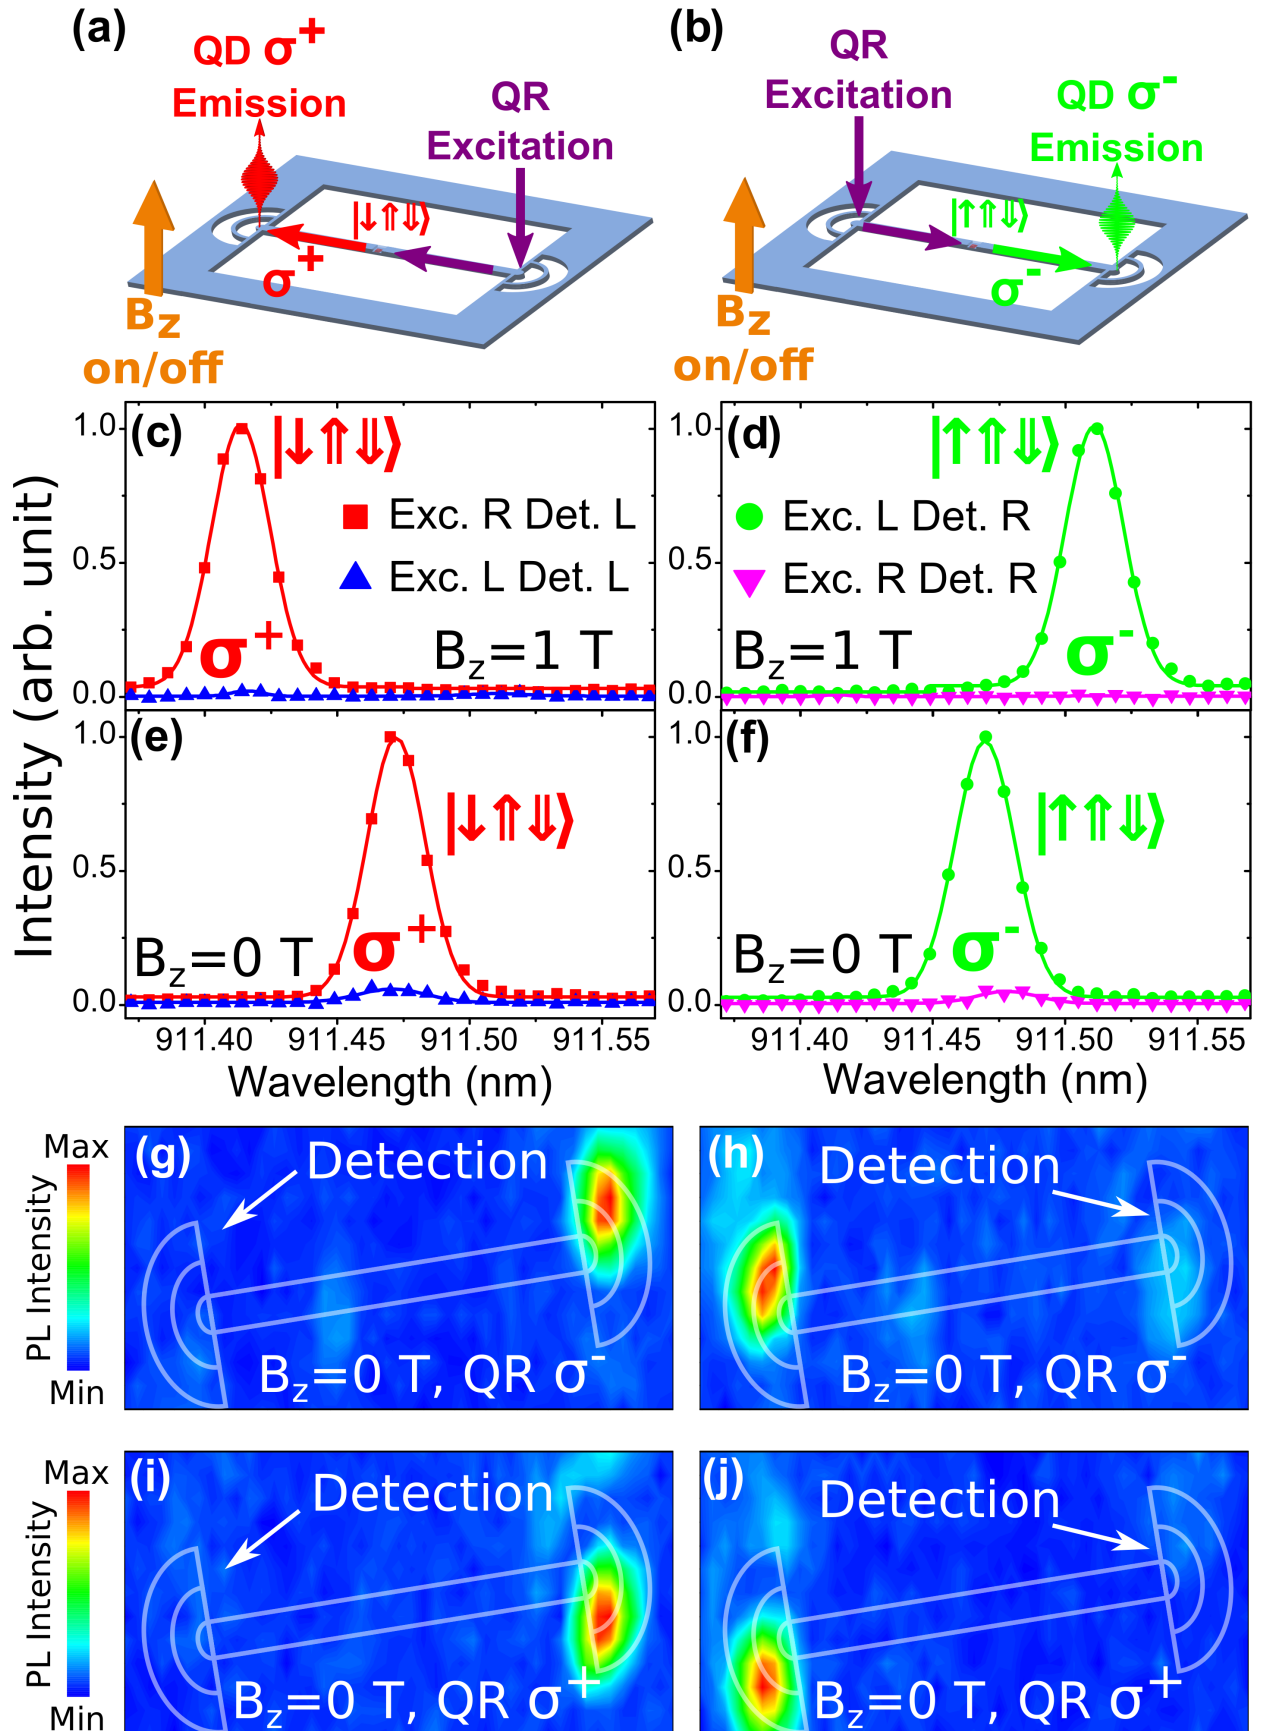 (a)
QD σ+
Emission
QR
Excitation
|↓⇑⇓⟩
σ+
Bz
on/off
(b)
QR
Excitation
QD σ-
Emission
|↑⇑⇓⟩
σ-
Bz
on/off
Intensity (arb. unit)
(c)
|↓⇑⇓⟩
Exc. R Det. L
Exc. L Det. L
σ+
Bz=1 T
1.0
0.5
0.0
(d)
|↑⇑⇓⟩
Exc. L Det. R
Exc. R Det. R
Bz=1 T
σ-
1.0
0.5
0.0
(e)
|↓⇑⇓⟩
Bz=0 T
σ+
1.0
0.5
0.0
911.40 911.45 911.50 911.55
Wavelength (nm)
(f)
|↑⇑⇓⟩
Bz=0 T
σ-
1.0
0.5
0.0
911.40 911.45 911.50 911.55
Wavelength (nm)
Max
PL Intensity
Min
(g)
Detection
Bz=0 T, QR σ-
(h)
Detection
Bz=0 T, QR σ-
Max
PL Intensity
Min
(i)
Detection
Bz=0 T, QR σ+
(j)
Detection
Bz=0 T, QR σ+